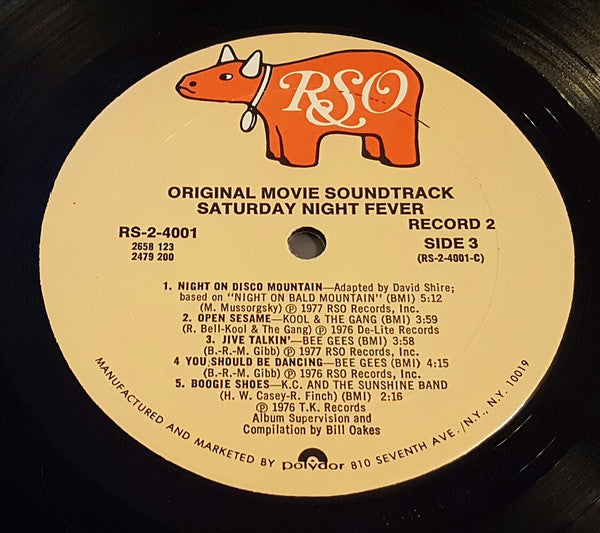 RSO
ORIGINAL MOVIE SOUNDTRACK
SATURDAY NIGHT FEVER
RS-2-4001
2658 123
2479 200
RECORD 2
SIDE 3
(RS-2-4001-C)
1. NIGHT ON DISCO MOUNTAIN—Adapted by David Shire;
based on "NIGHT ON BALD MOUNTAIN" (BMI) 5:12
(M. Mussorgsky) ℗ 1977 RSO Records, Inc.
2. OPEN SESAME—KOOL & THE GANG (BMI) 3:59
(R. Bell-Kool & The Gang) ℗ 1976 De-Lite Records
3. JIVE TALKIN'—BEE GEES (BMI) 3:58
(B.-R.-M. Gibb) ℗ 1977 RSO Records, Inc.
4 YOU SHOULD BE DANCING—BEE GEES (BMI) 4:15
(B.-R.-M. Gibb) ℗ 1976 RSO Records, Inc.
5. BOOGIE SHOES—K.C. AND THE SUNSHINE BAND
(H. W. Casey-R. Finch) (BMI) 2:16
℗ 1976 T.K. Records
Album Supervision and
Compilation by Bill Oakes
MANUFACTURED AND MARKETED BY polydor 810 SEVENTH AVE./N.Y., N.Y. 10019